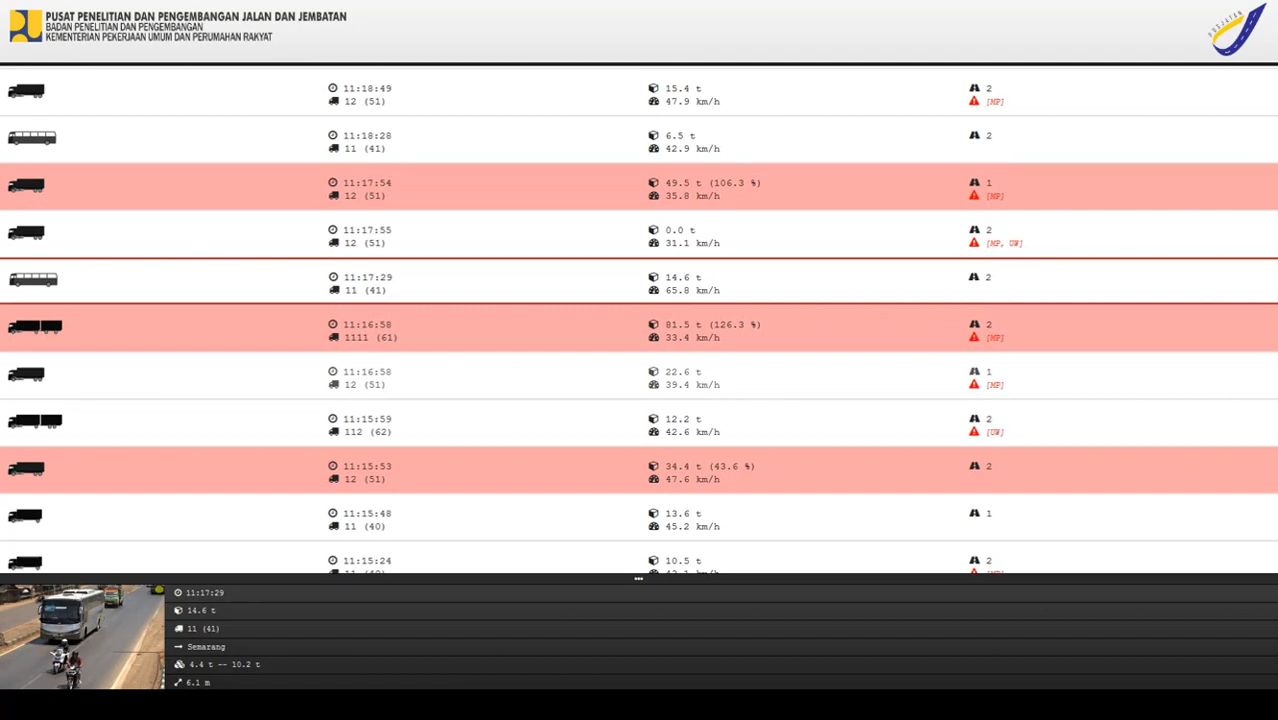 PUSAT PENELITIAN DAN PENGEMBANGAN JALAN DAN JEMBATAN
BADAN PENELITIAN DAN PENGEMBANGAN
KEMENTERIAN PEKERJAAN UMUM DAN PERUMAHAN RAKYAT
PUSJATAN
11:18:49 15.4 t 2
12 (51) 47.9 km/h [MP]
11:18:28 6.5 t 2
11 (41) 42.9 km/h
11:17:54 49.5 t (106.3 %) 1
12 (51) 35.8 km/h [MP]
11:17:55 0.0 t 2
12 (51) 31.1 km/h [MP, UW]
11:17:29 14.6 t 2
11 (41) 65.8 km/h
11:16:58 81.5 t (126.3 %) 2
1111 (61) 33.4 km/h [MP]
11:16:58 22.6 t 1
12 (51) 39.4 km/h [MP]
11:15:59 12.2 t 2
112 (62) 42.6 km/h [UW]
11:15:53 34.4 t (43.6 %) 2
12 (51) 47.6 km/h
11:15:48 13.6 t 1
11 (40) 45.2 km/h
11:15:24 10.5 t 2
11:17:29
14.6 t
11 (41)
Semarang
4.4 t -- 10.2 t
6.1 m